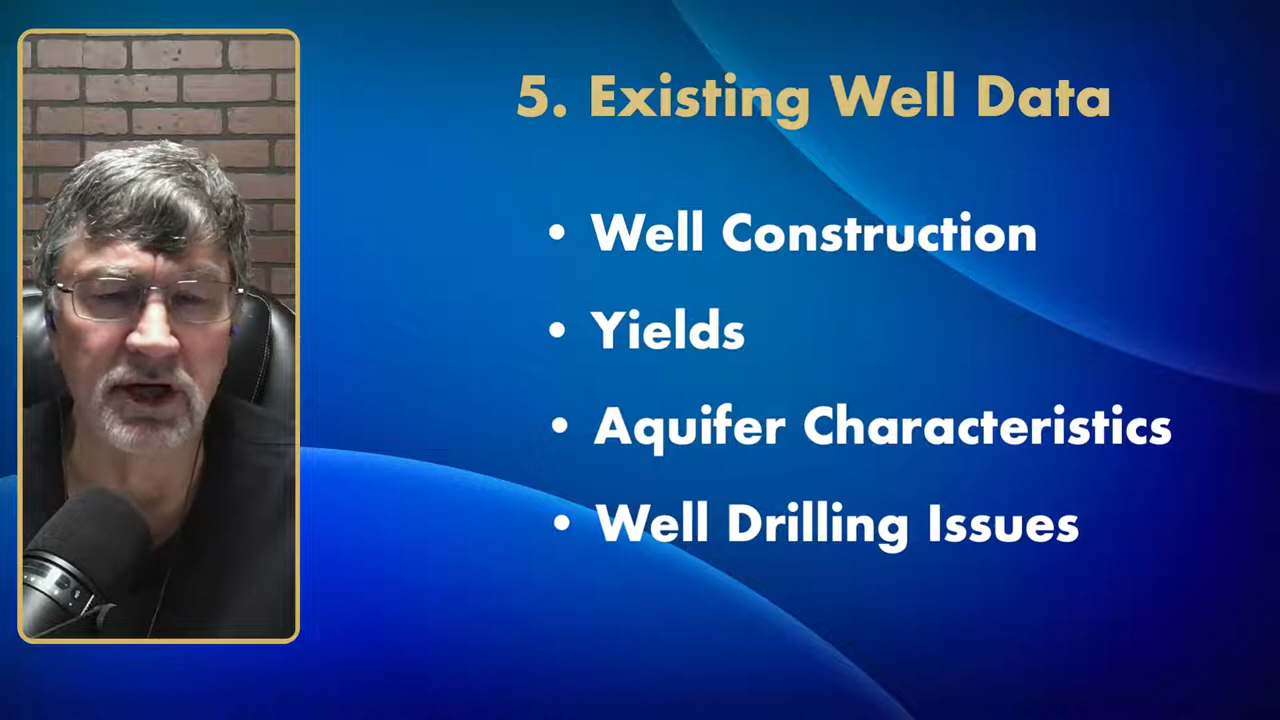 5. Existing Well Data
• Well Construction
• Yields
• Aquifer Characteristics
• Well Drilling Issues